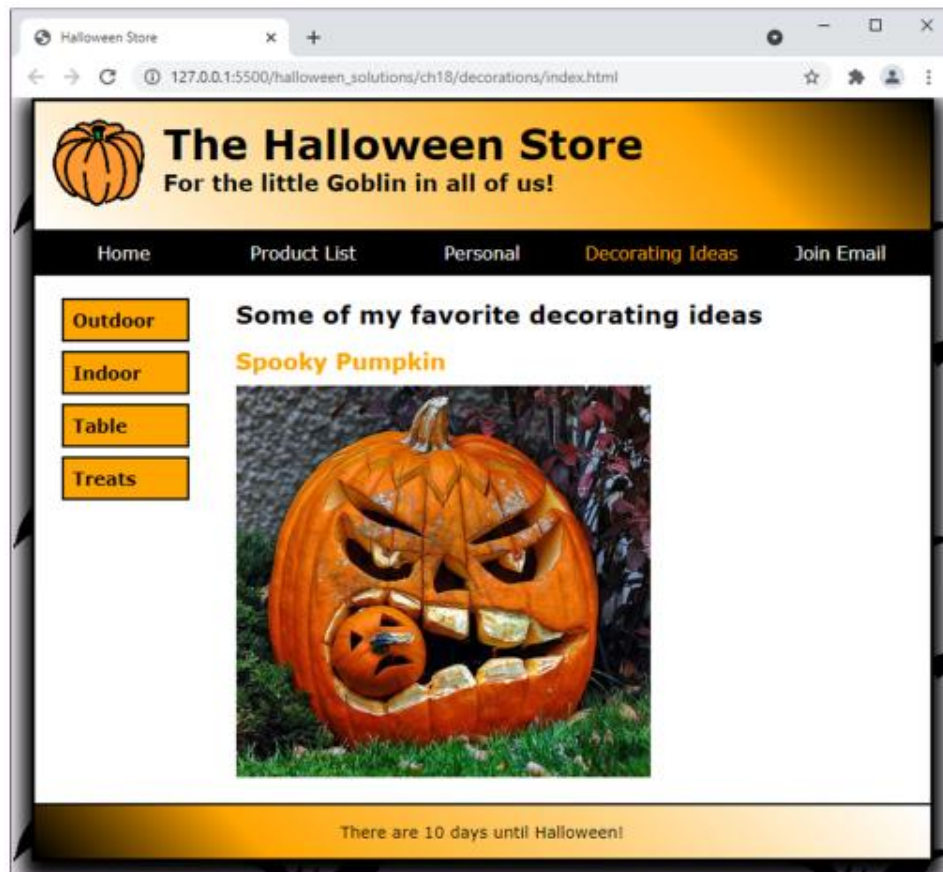 Halloween Store
127.0.0.1:5500/halloween_solutions/ch18/decorations/index.html
The Halloween Store
For the little Goblin in all of us!
Home Product List Personal Decorating Ideas Join Email
Outdoor
Indoor
Table
Treats
Some of my favorite decorating ideas
Spooky Pumpkin
There are 10 days until Halloween!